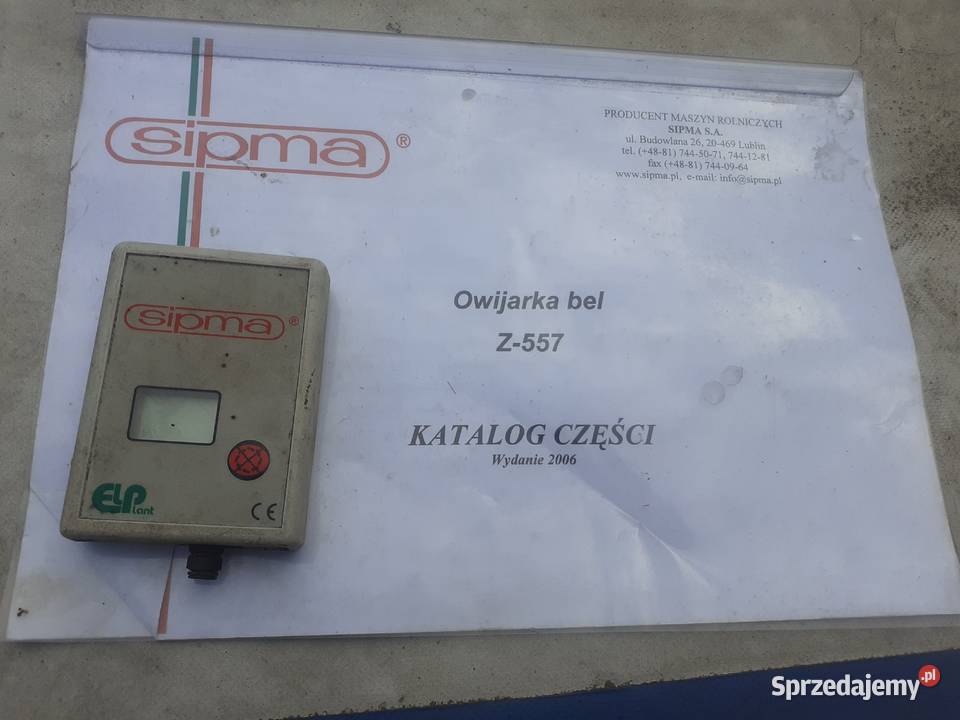 sipma®
PRODUCENT MASZYN ROLNICZYCH
SIPMA S.A.
ul. Budowlana 26, 20-469 Lublin
tel. (+48-81) 744-50-71, 744-12-81
fax (+48-81) 744-09-64
www.sipma.pl, e-mail: info@sipma.pl
Owijarka bel
Z-557
KATALOG CZĘŚCI
Wydanie 2006
sipma®
ELPlant
CE
Sprzedajemy.pl